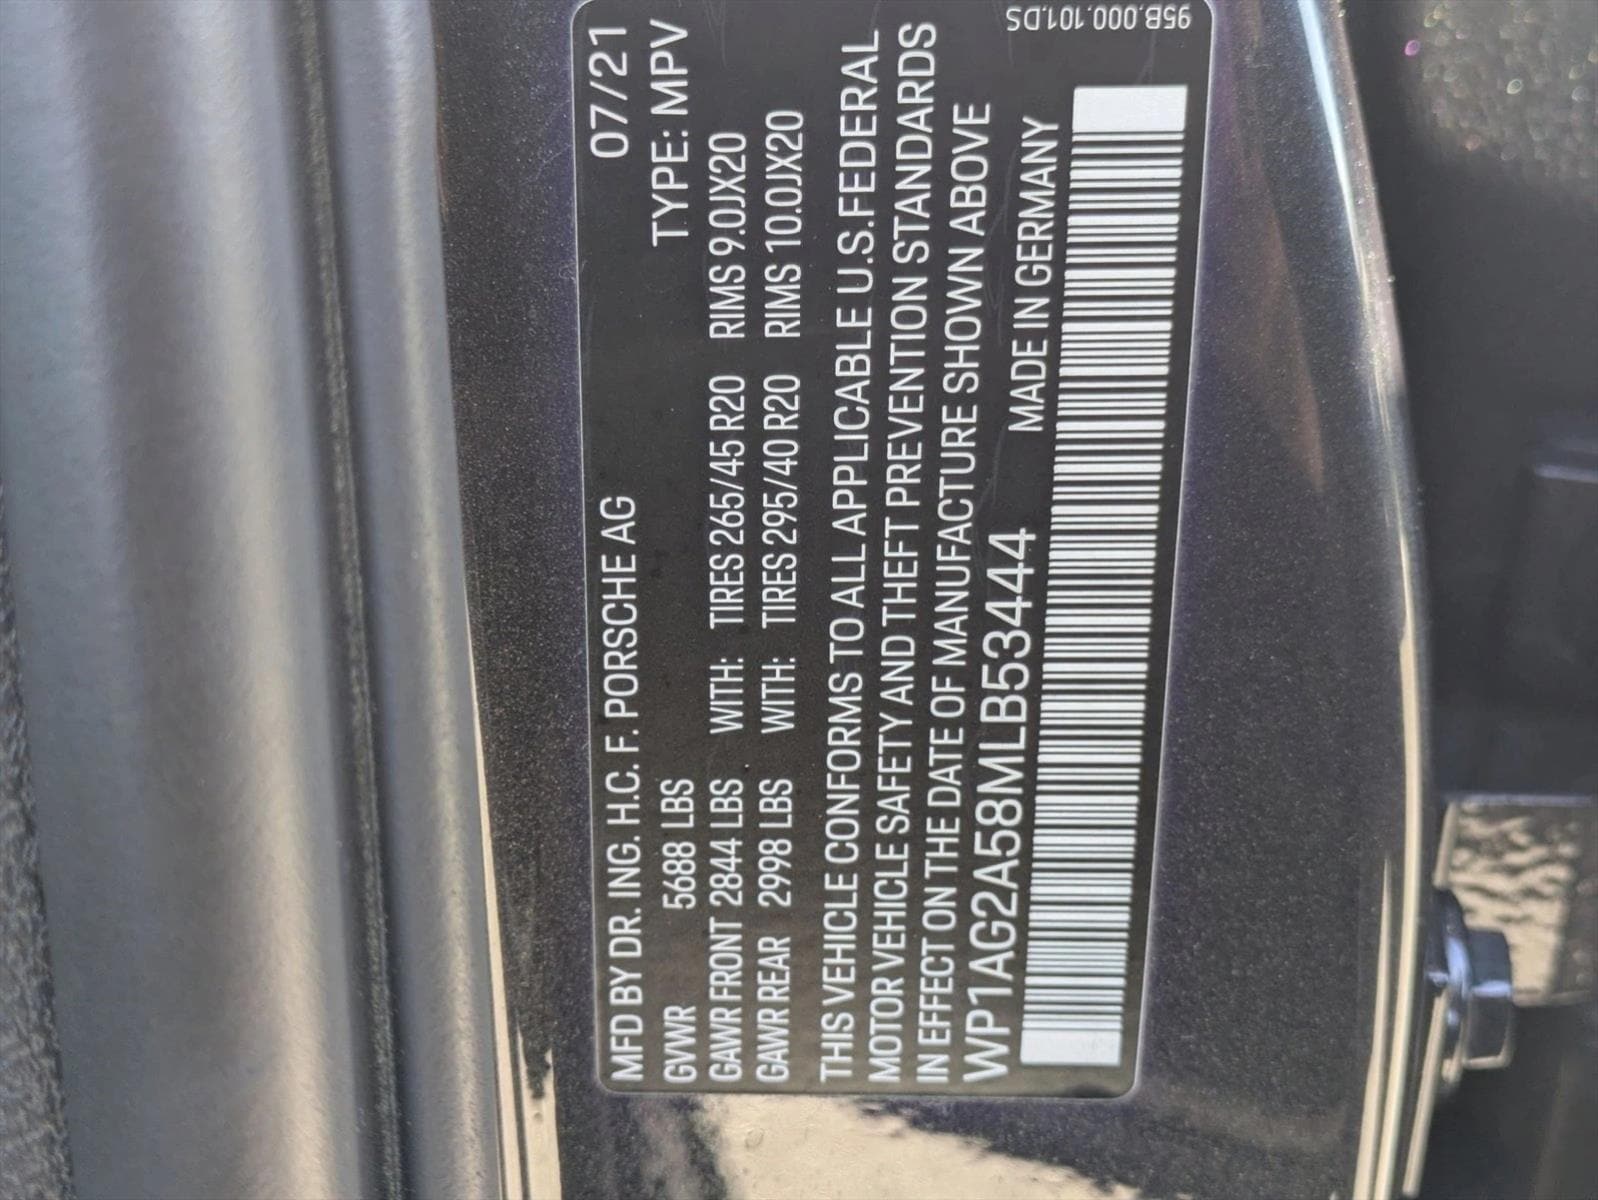 MFD BY DR. ING. H.C. F. PORSCHE AG 07/21
GVWR 5688 LBS TYPE: MPV
GAWR FRONT 2844 LBS WITH: TIRES 265/45 R20 RIMS 9.0JX20
GAWR REAR 2998 LBS WITH: TIRES 295/40 R20 RIMS 10.0JX20
THIS VEHICLE CONFORMS TO ALL APPLICABLE U.S.FEDERAL
MOTOR VEHICLE SAFETY AND THEFT PREVENTION STANDARDS
IN EFFECT ON THE DATE OF MANUFACTURE SHOWN ABOVE
WP1AG2A58MLB53444 MADE IN GERMANY
95B.000.101.DS